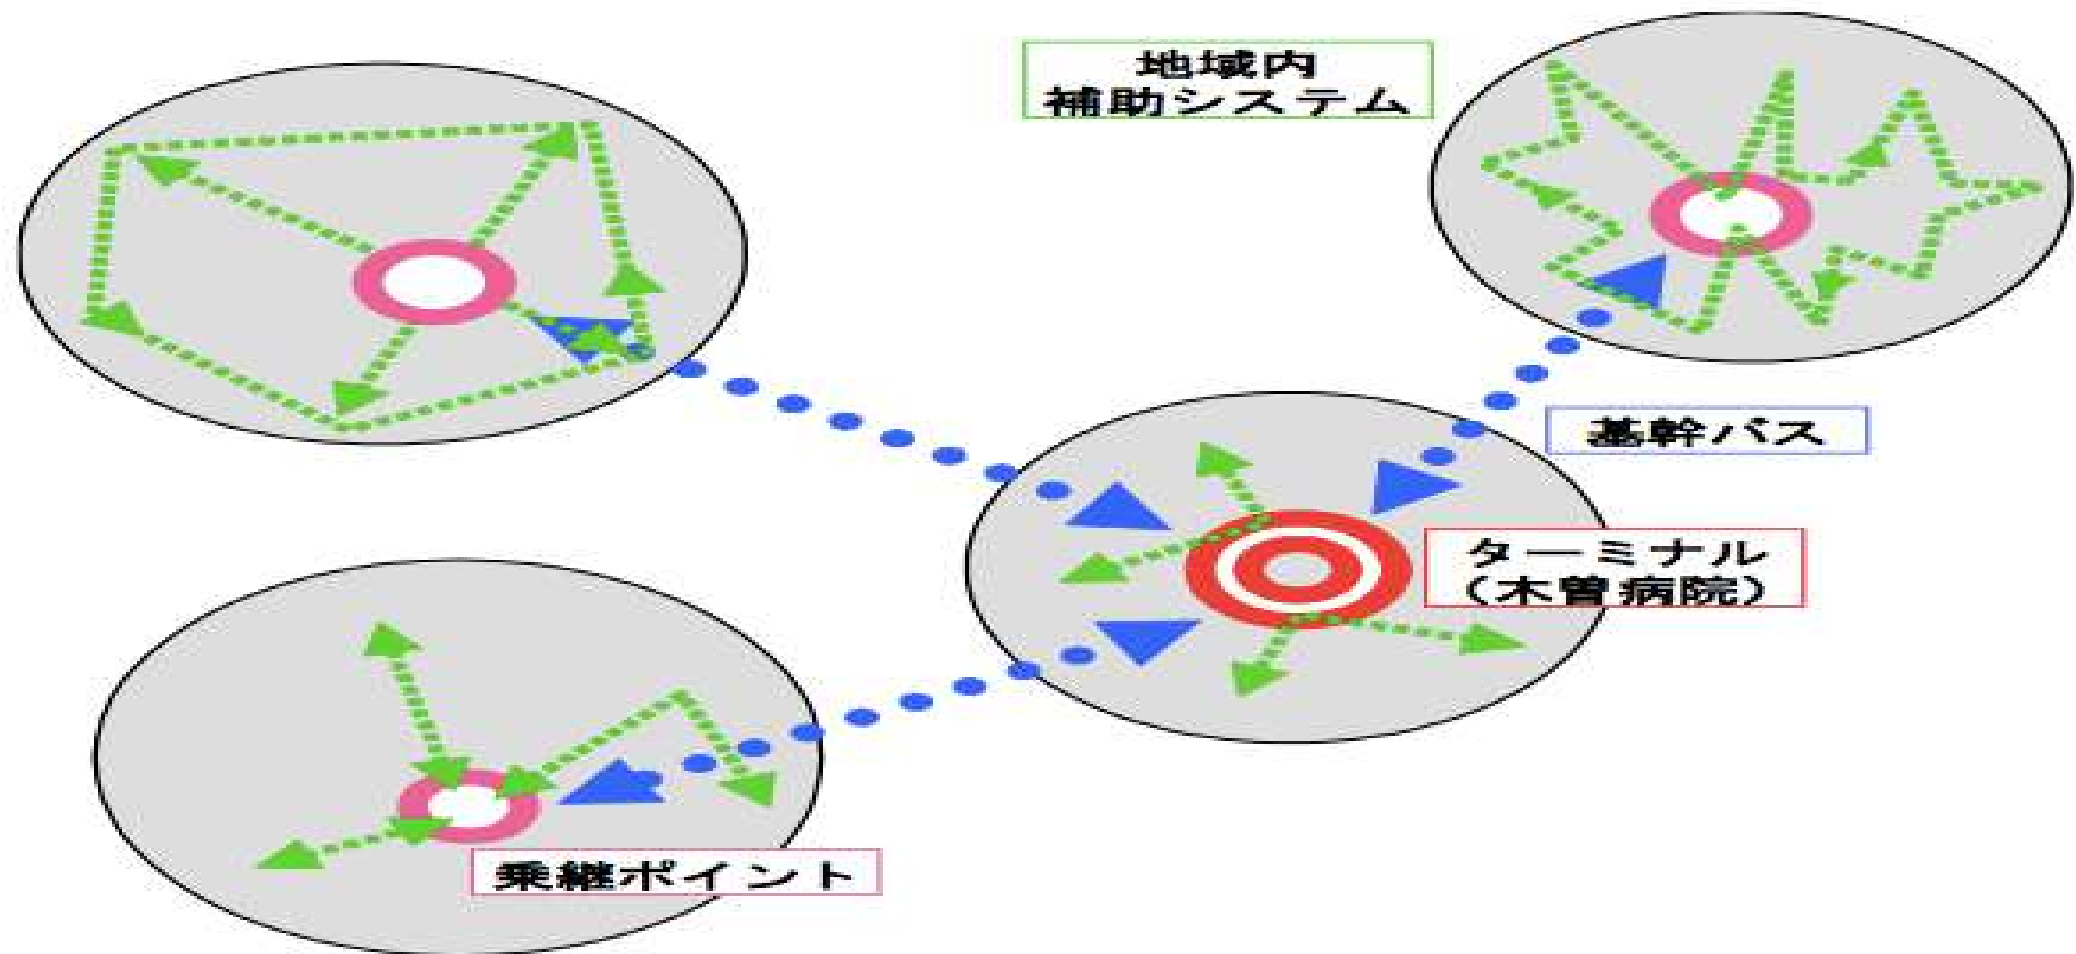 地域内
補助システム
基幹バス
ターミナル
（木曽病院）
乗継ポイント